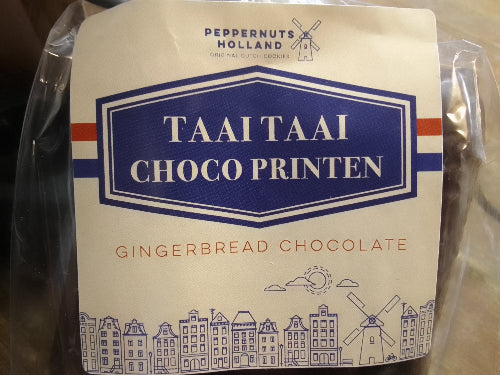 PEPPERNUTS
HOLLAND
ORIGINAL DUTCH COOKIES
TAAI TAAI
CHOCO PRINTEN
GINGERBREAD CHOCOLATE